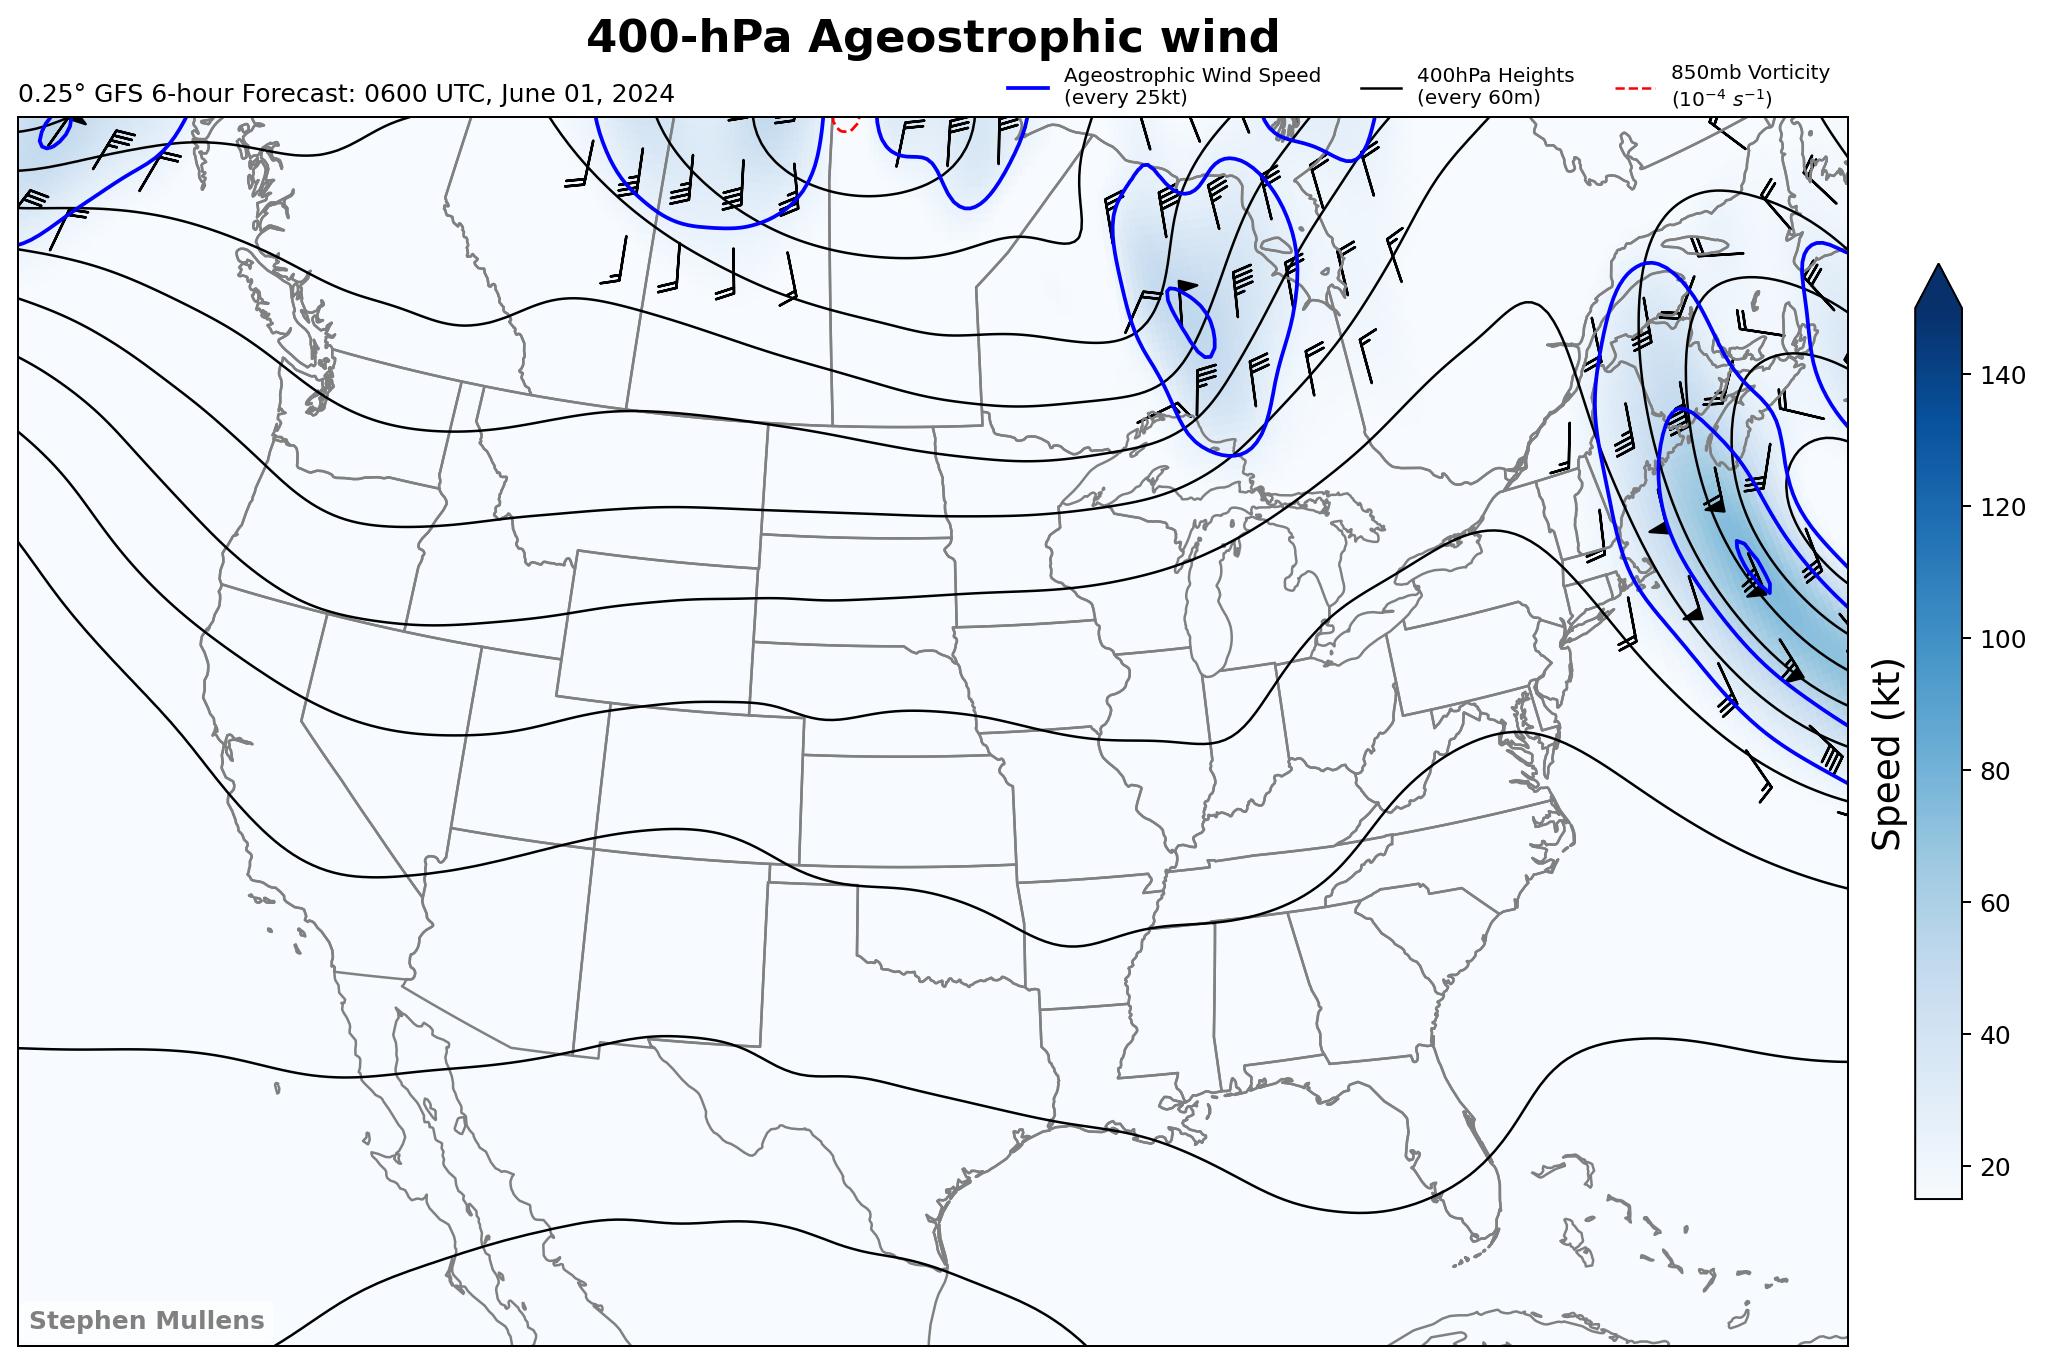 400-hPa Ageostrophic wind
0.25° GFS 6-hour Forecast: 0600 UTC, June 01, 2024
Ageostrophic Wind Speed
(every 25kt)
400hPa Heights
(every 60m)
850mb Vorticity
(10⁻⁴ s⁻¹)
140
120
100
80
60
40
20
Speed (kt)
Stephen Mullens